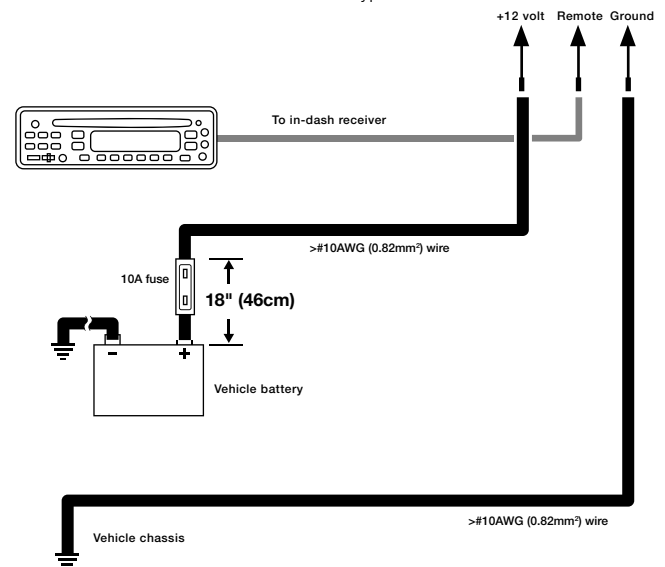 +12 volt Remote Ground
To in-dash receiver
>#10AWG (0.82mm²) wire
10A fuse
18" (46cm)
- +
Vehicle battery
>#10AWG (0.82mm²) wire
Vehicle chassis